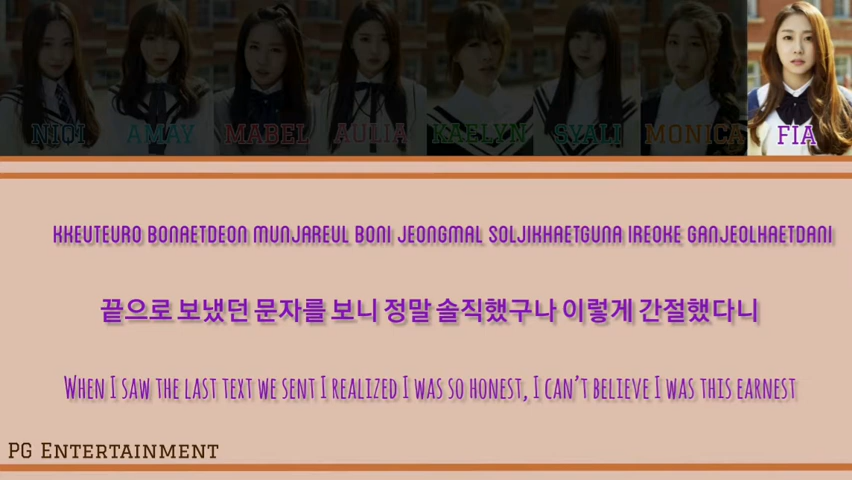 NIQI AMAY MABEL AULIA KAELYN SYALI MONICA FIA
KKEUTEURO BONAETDEON MUNJAREUL BONI JEONGMAL SOLJIKHAETGUNA IREOKE GANJEOLHAETDANI
끝으로 보냈던 문자를 보니 정말 솔직했구나 이렇게 간절했다니
WHEN I SAW THE LAST TEXT WE SENT I REALIZED I WAS SO HONEST, I CAN'T BELIEVE I WAS THIS EARNEST
PG ENTERTAINMENT